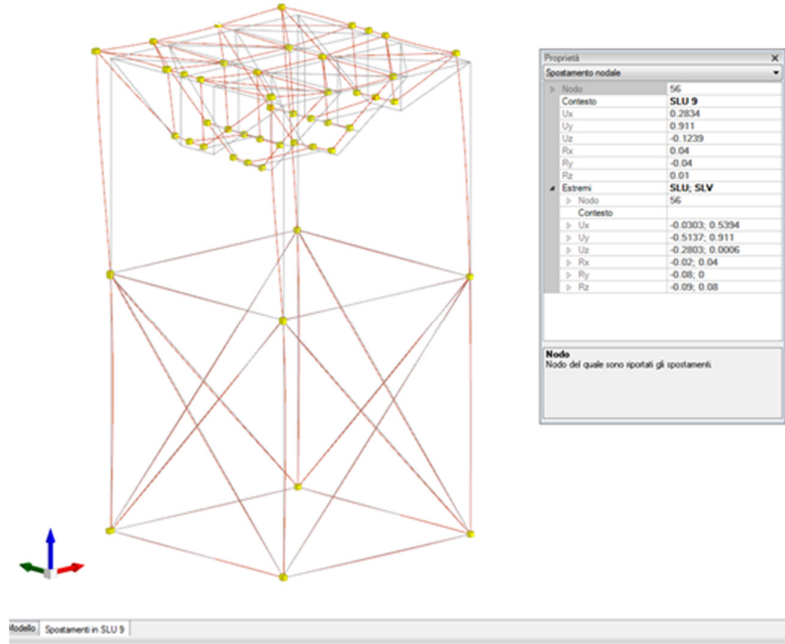 Proprietà
Spostamento nodale
Nodo 56
Contesto SLU 9
Ux 0.2834
Uy 0.911
Uz -0.1239
Rx 0.04
Ry -0.04
Rz 0.01
Estremi SLU; SLV
Nodo 56
Contesto
Ux -0.0303; 0.5394
Uy -0.5137; 0.911
Uz -0.2803; 0.0006
Rx -0.02; 0.04
Ry -0.08; 0
Rz -0.09; 0.08
Nodo
Nodo del quale sono riportati gli spostamenti.
Modello Spostamenti in SLU 9